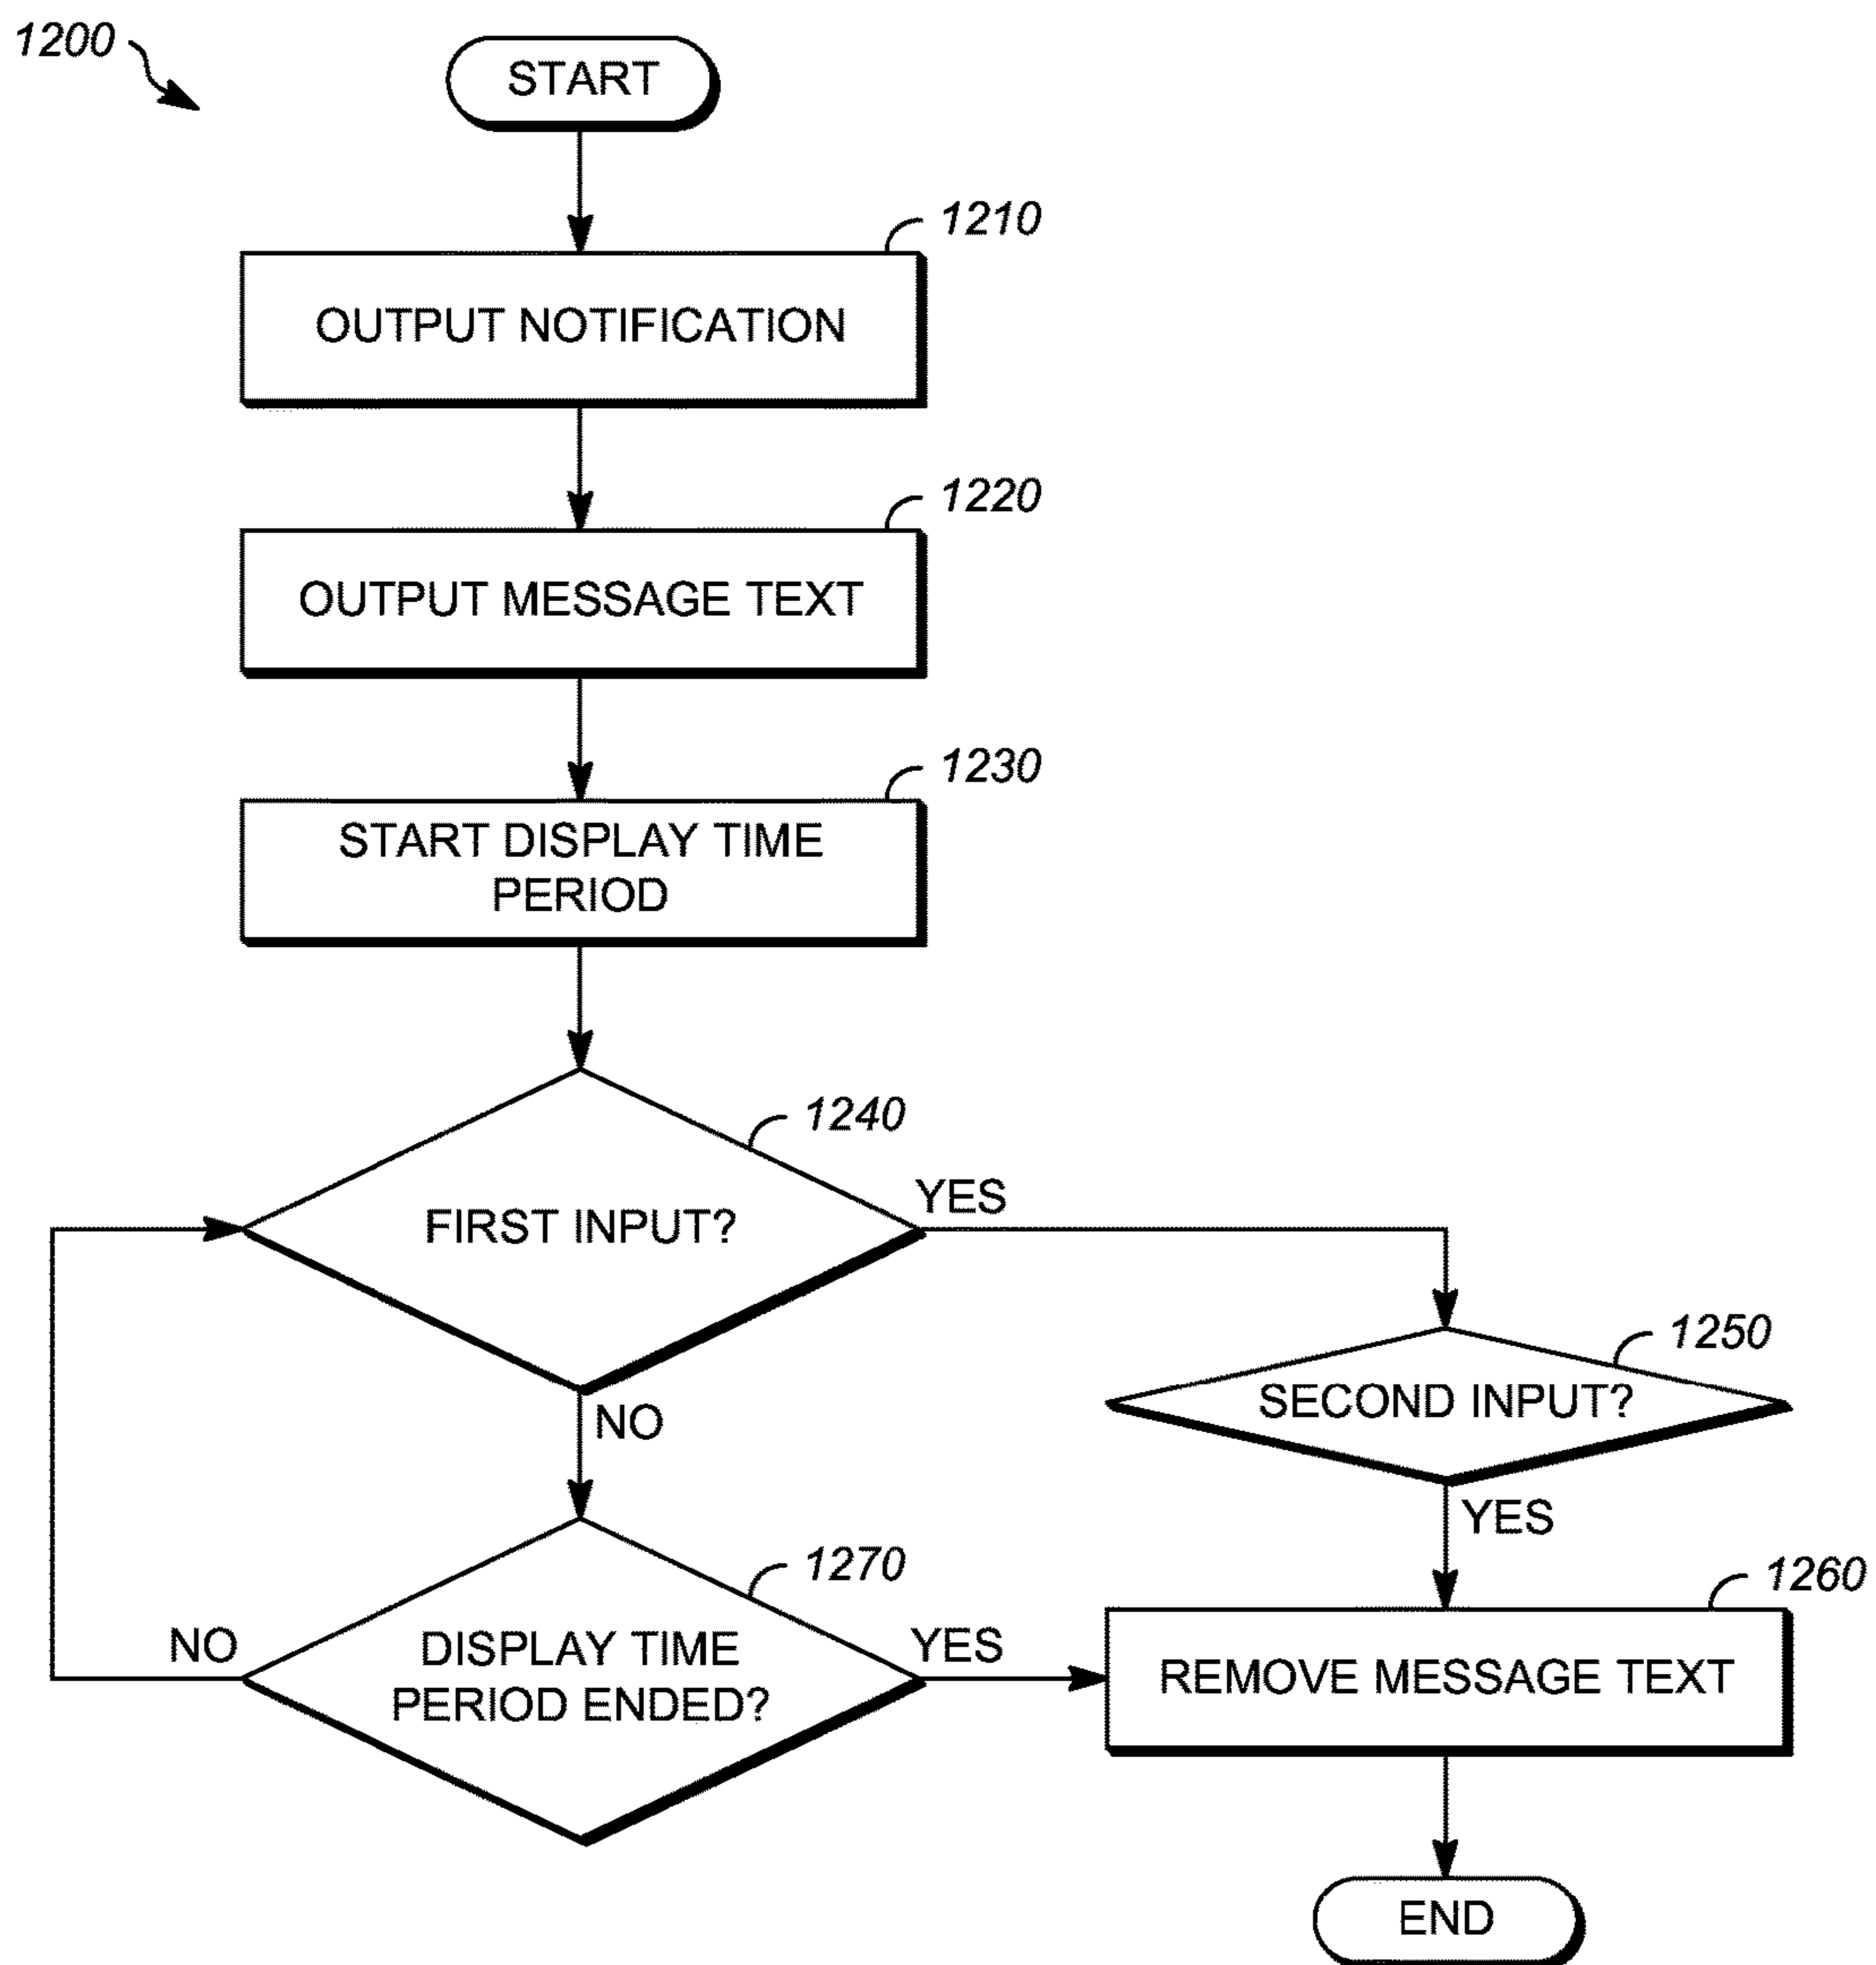 1200
START
1210
OUTPUT NOTIFICATION
1220
OUTPUT MESSAGE TEXT
1230
START DISPLAY TIME
PERIOD
1240
FIRST INPUT?
YES
NO
1250
SECOND INPUT?
YES
1270
DISPLAY TIME
PERIOD ENDED?
NO
YES
1260
REMOVE MESSAGE TEXT
END